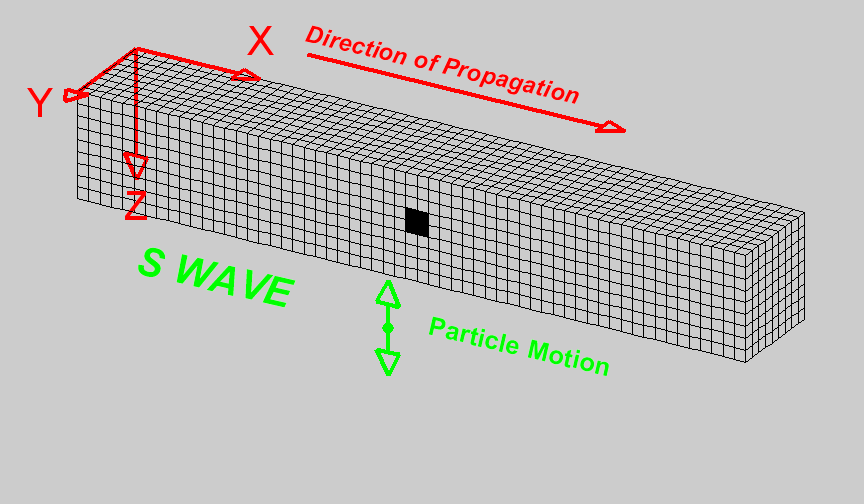 X
Direction of Propagation
Y
Z
S WAVE
Particle Motion